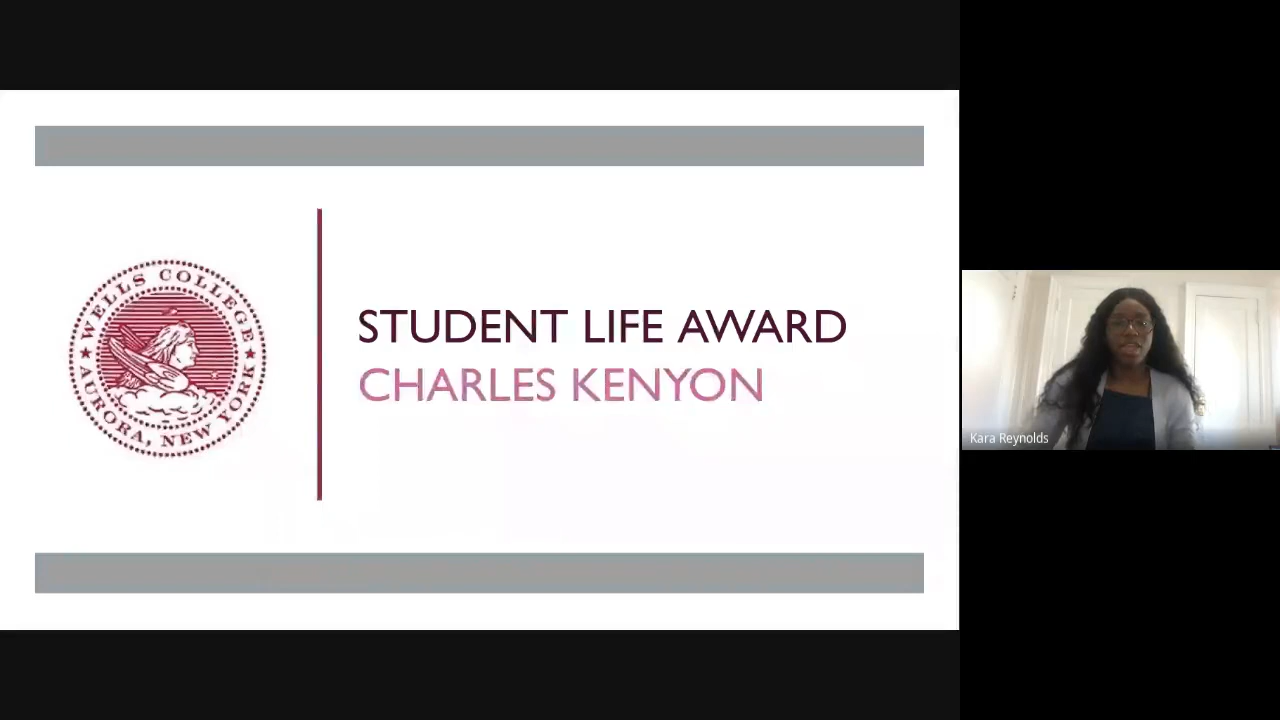 WELLS COLLEGE
AURORA, NEW YORK
STUDENT LIFE AWARD
CHARLES KENYON
Kara Reynolds